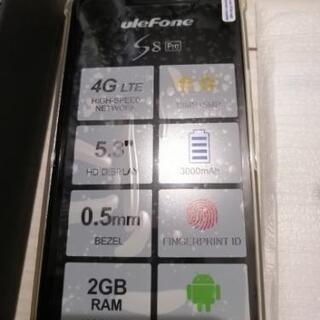 uleFone
S8 Pro
4G LTE
HIGH-SPEED
NETWORK
5.3"
HD DISPLAY
3000mAh
0.5mm
BEZEL
FINGERPRINT ID
2GB
RAM